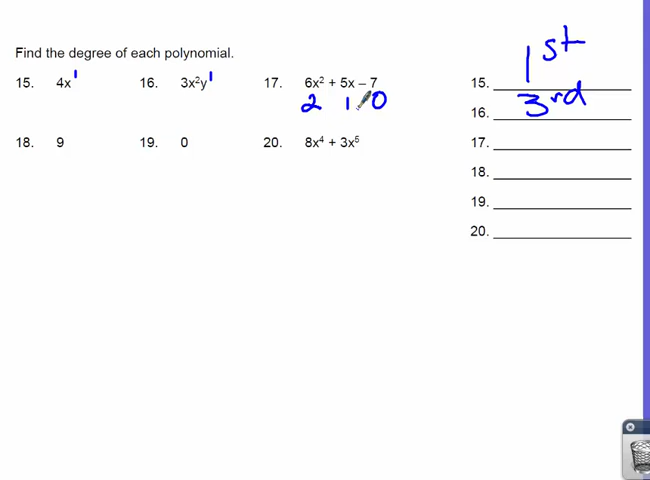 Find the degree of each polynomial.
15. 4x¹ 16. 3x²y¹ 17. 6x² + 5x – 7 15. 1st
2 1 0
16. 3rd
18. 9 19. 0 20. 8x⁴ + 3x⁵ 17.
18.
19.
20.